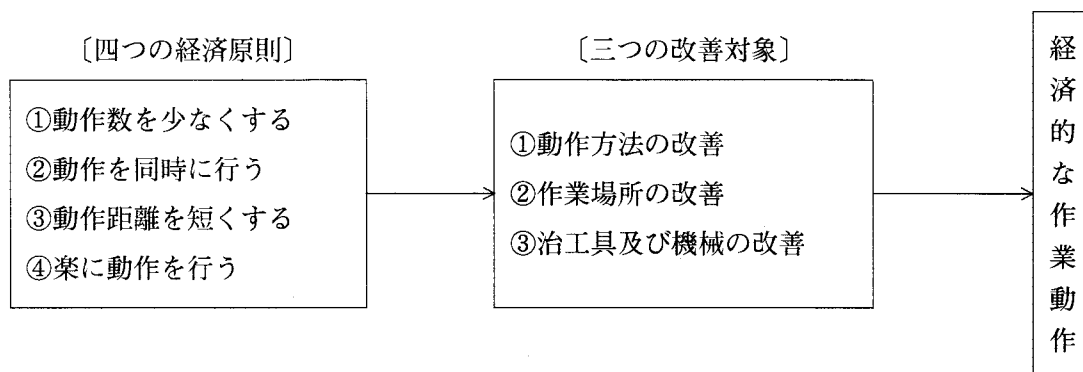 〔四つの経済原則〕
①動作数を少なくする
②動作を同時に行う
③動作距離を短くする
④楽に動作を行う
〔三つの改善対象〕
①動作方法の改善
②作業場所の改善
③治工具及び機械の改善
経済的な作業動作